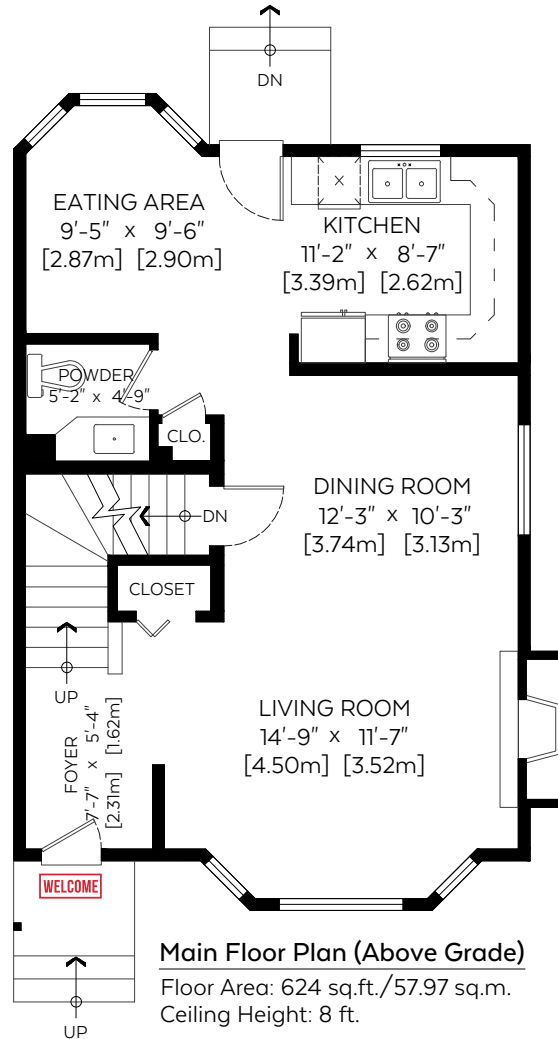 DN
EATING AREA
9'-5" x 9'-6"
[2.87m] [2.90m]
X
KITCHEN
11'-2" x 8'-7"
[3.39m] [2.62m]
POWDER
5'-2" x 4'-9"
CLO.
DINING ROOM
12'-3" x 10'-3"
[3.74m] [3.13m]
DN
CLOSET
UP
FOYER
7'-7" x 5'-4"
[2.31m] [1.62m]
LIVING ROOM
14'-9" x 11'-7"
[4.50m] [3.52m]
WELCOME
UP
Main Floor Plan (Above Grade)
Floor Area: 624 sq.ft./57.97 sq.m.
Ceiling Height: 8 ft.